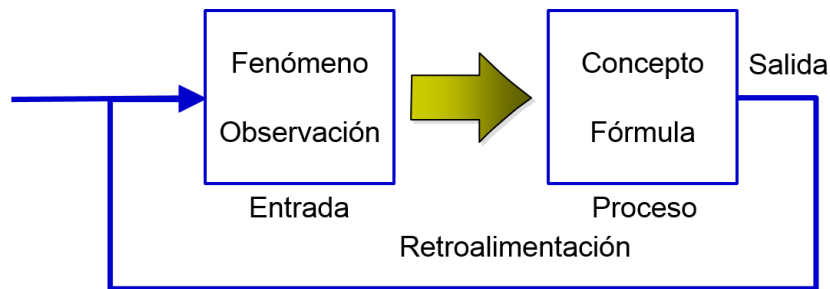 Fenómeno
Observación
Entrada
Concepto
Fórmula
Proceso
Salida
Retroalimentación